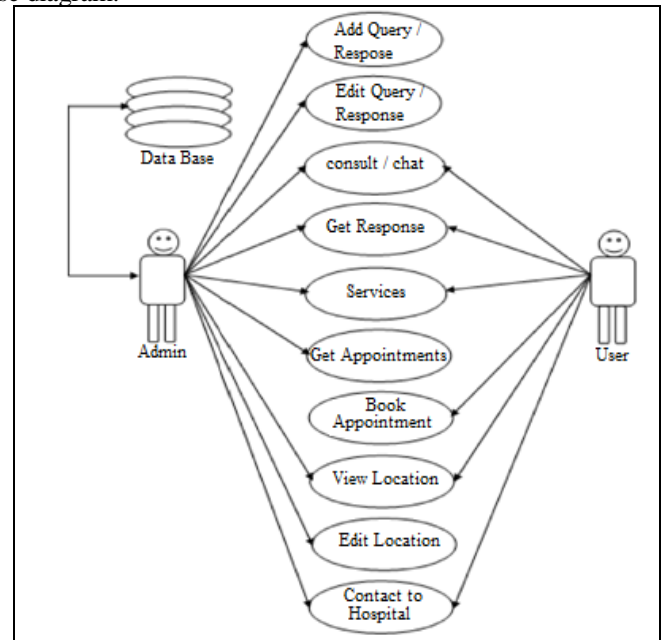 Add Query /
Respose
Edit Query /
Response
Data Base
consult / chat
Get Response
Services
Admin
User
Get Appointments
Book
Appointment
View Location
Edit Location
Contact to
Hospital